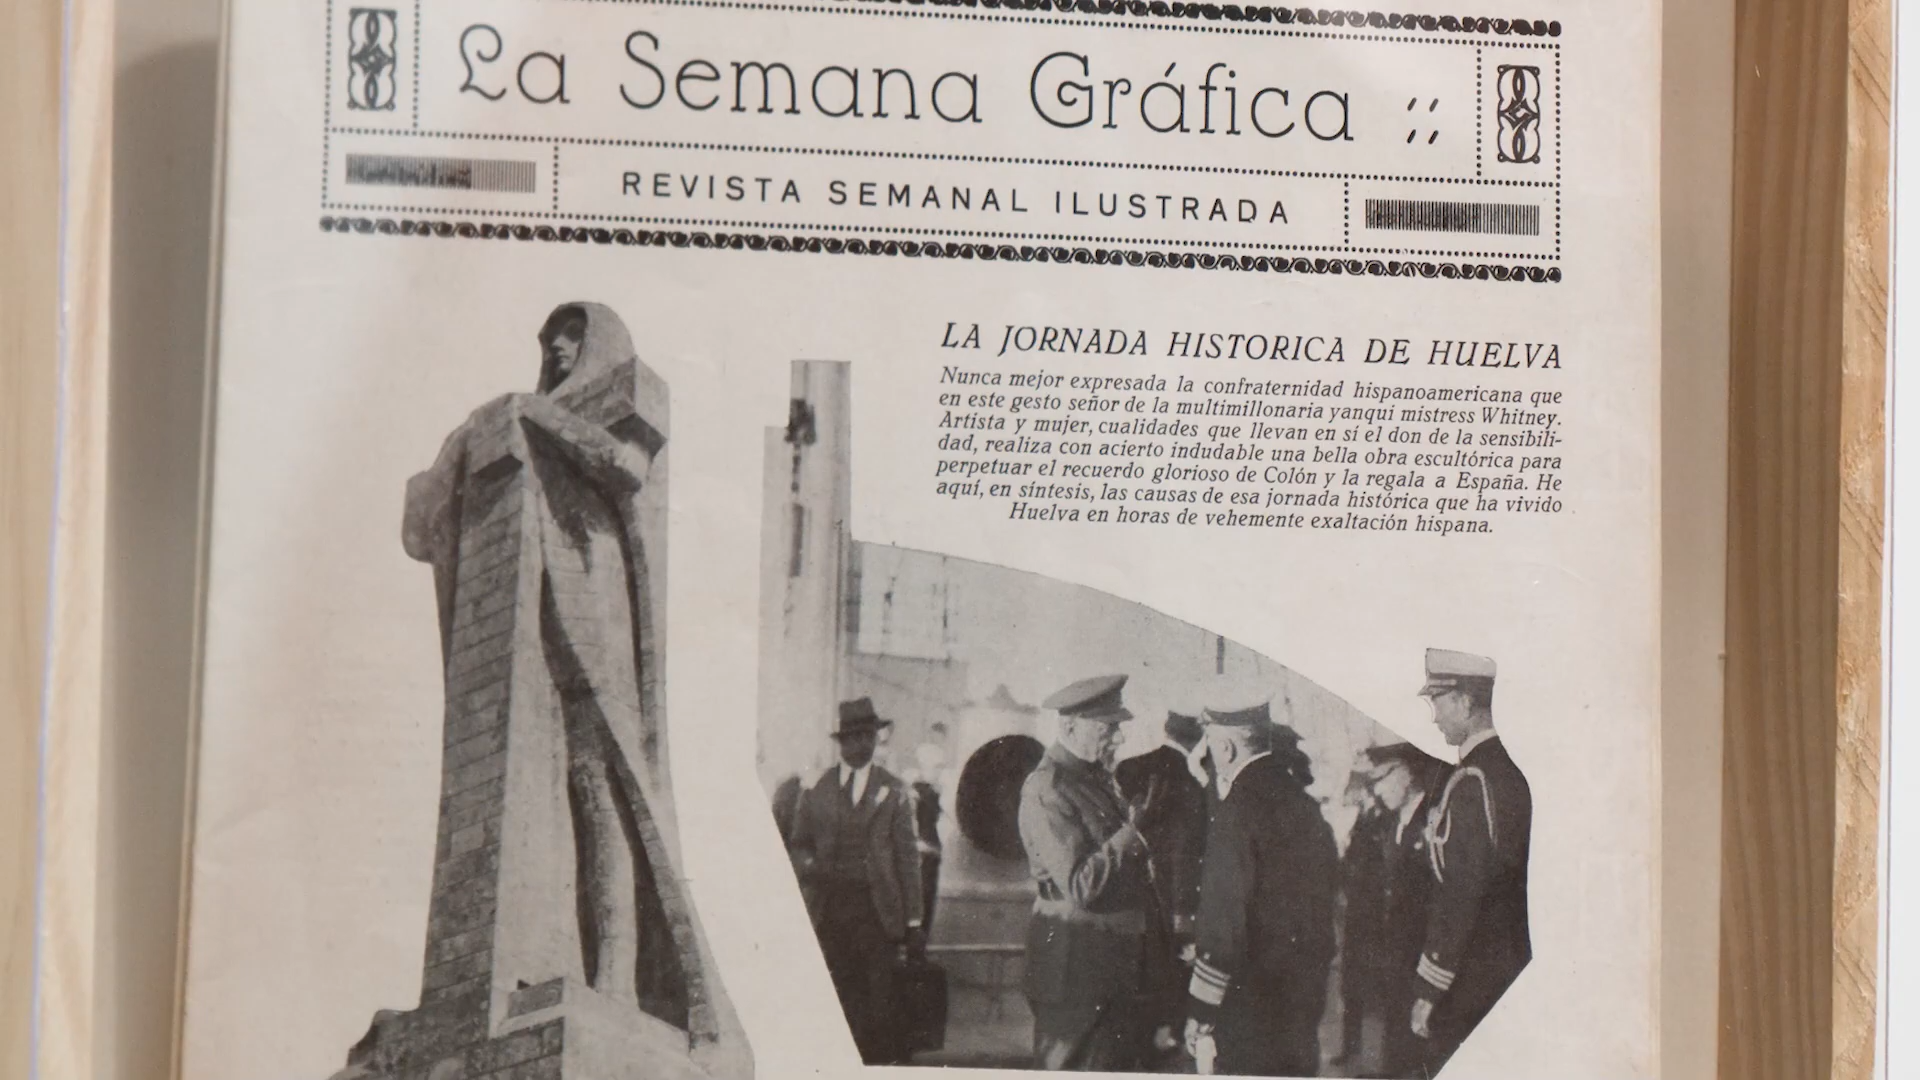 La Semana Gráfica ::
REVISTA SEMANAL ILUSTRADA
LA JORNADA HISTORICA DE HUELVA
Nunca mejor expresada la confraternidad hispanoamericana que
en este gesto señor de la multimillonaria yanqui mistress Whitney.
Artista y mujer, cualidades que llevan en sí el don de la sensibili-
dad, realiza con acierto indudable una bella obra escultórica para
perpetuar el recuerdo glorioso de Colón y la regala a España. He
aquí, en síntesis, las causas de esa jornada histórica que ha vivido
Huelva en horas de vehemente exaltación hispana.